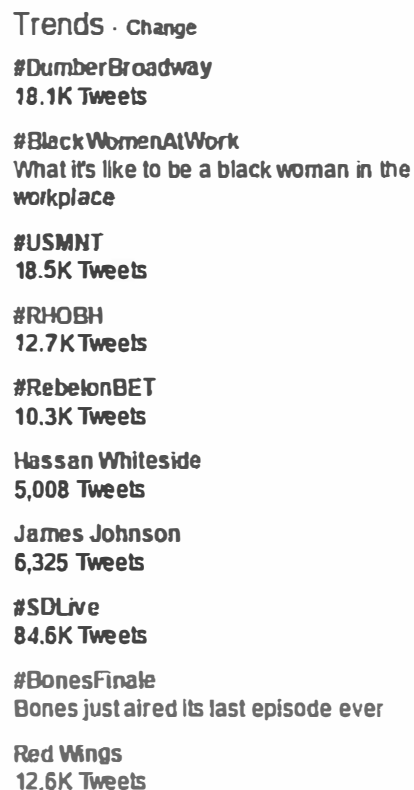 Trends · Change
#DumberBroadway
18.1K Tweets
#BlackWomenAtWork
What it's like to be a black woman in the
workplace
#USMNT
18.5K Tweets
#RHOBH
12.7K Tweets
#RebelonBET
10.3K Tweets
Hassan Whiteside
5,008 Tweets
James Johnson
6,325 Tweets
#SDLive
84.6K Tweets
#BonesFinale
Bones just aired its last episode ever
Red Wings
12.6K Tweets